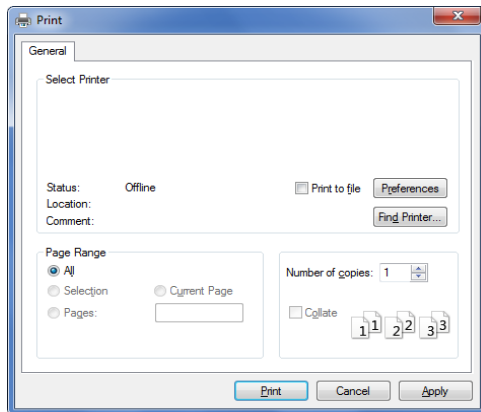 Print
General
Select Printer
Status: Offline
Print to file
Preferences
Location:
Comment:
Find Printer...
Page Range
All
Selection
Current Page
Pages:
Number of copies: 1
Collate
1 1 2 2 3 3
Print
Cancel
Apply